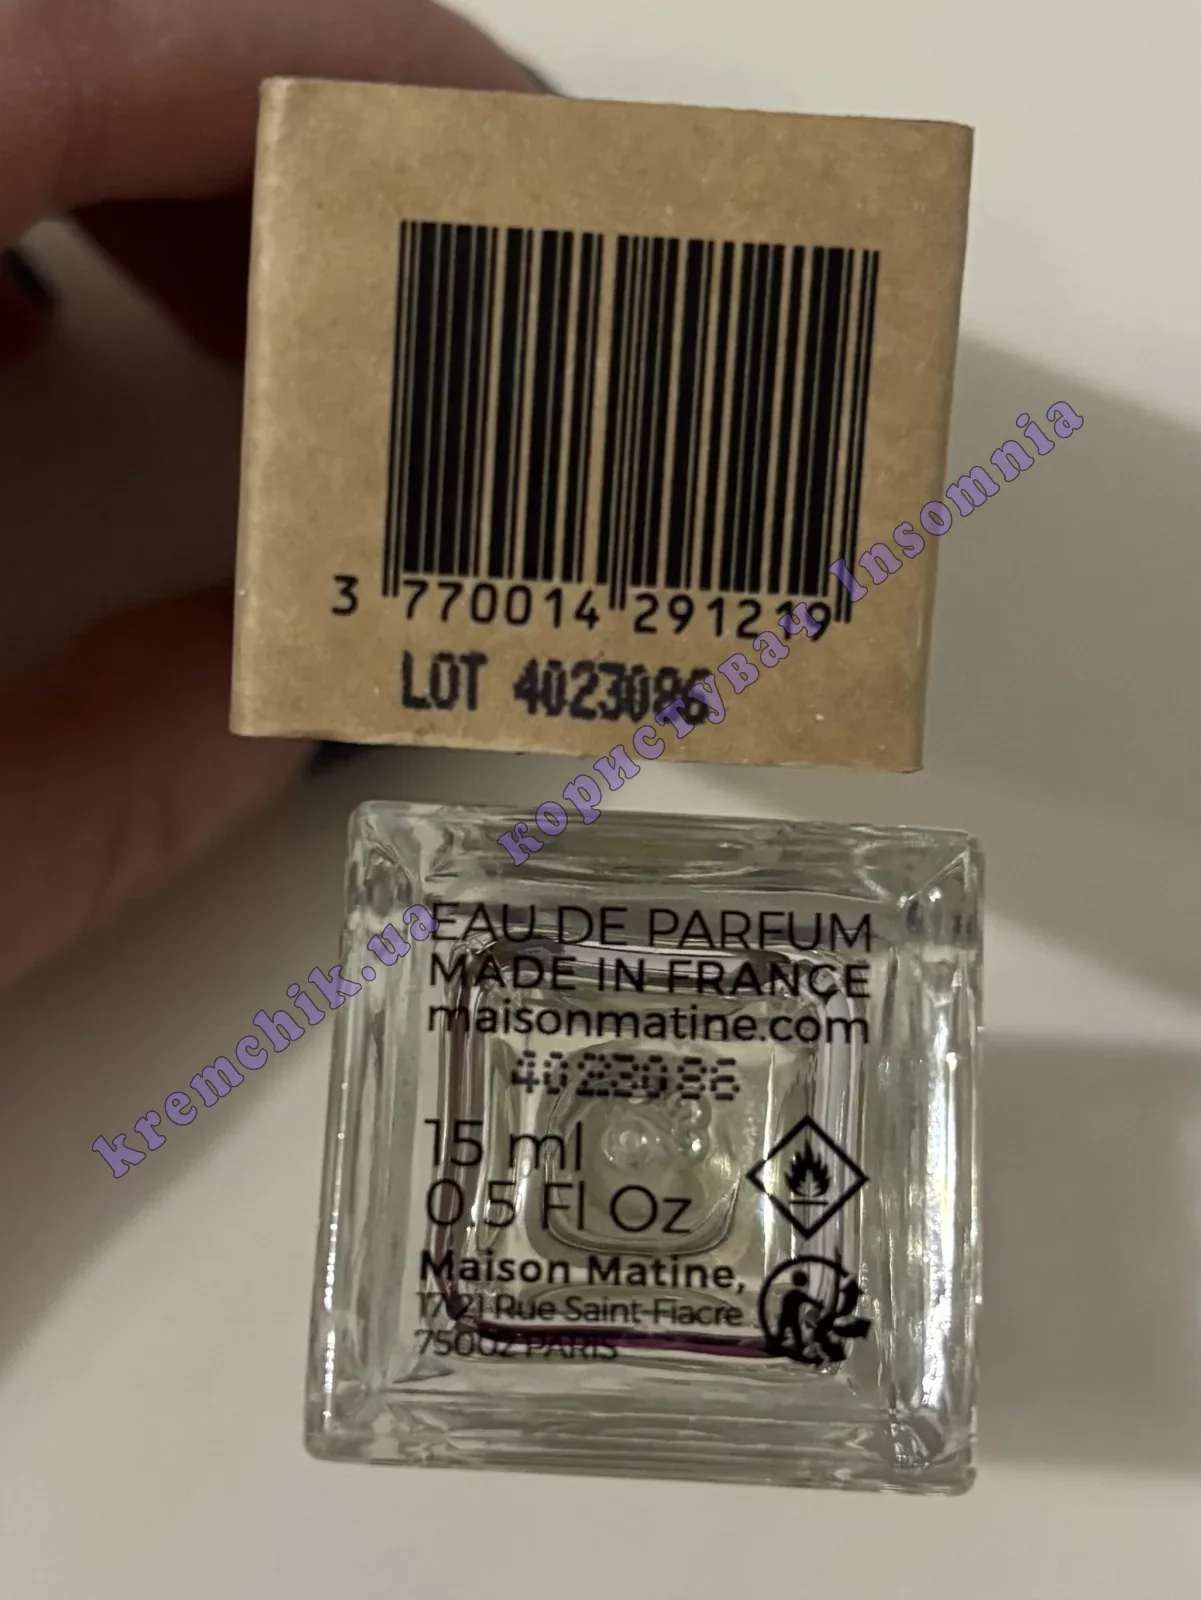 3 770014 291219
LOT 4023086
EAU DE PARFUM
MADE IN FRANCE
maisonmatine.com
4023086
15 ml
0.5 Fl Oz
Maison Matine,
17-21 Rue Saint-Fiacre
75002 PARIS
kremchik.ua користувач Insomnia